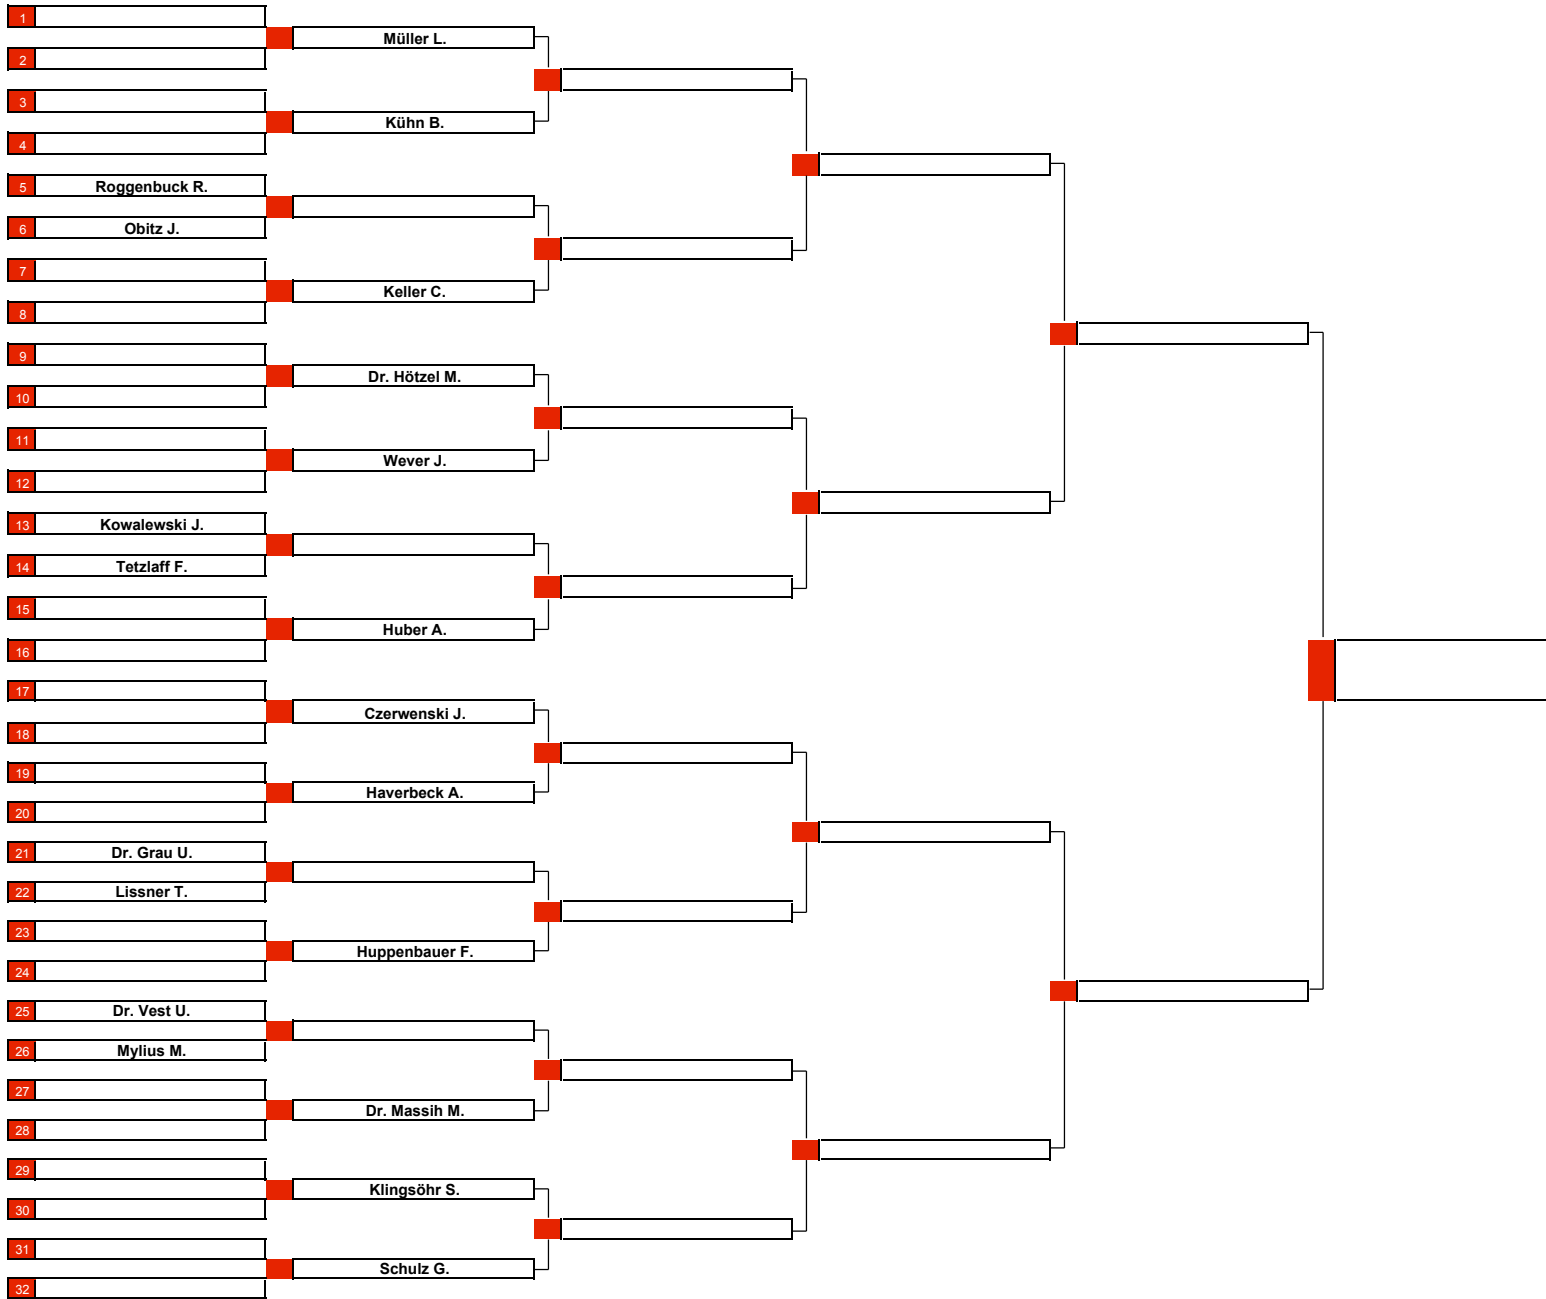 1
Müller L.
2
3
Kühn B.
4
5 Roggenbuck R.
6 Obitz J.
7
Keller C.
8
9
Dr. Hötzel M.
10
11
Wever J.
12
13 Kowalewski J.
14 Tetzlaff F.
15
Huber A.
16
17
Czerwenski J.
18
19
Haverbeck A.
20
21 Dr. Grau U.
22 Lissner T.
23
Huppenbauer F.
24
25 Dr. Vest U.
26 Mylius M.
27
Dr. Massih M.
28
29
Klingsöhr S.
30
31
Schulz G.
32